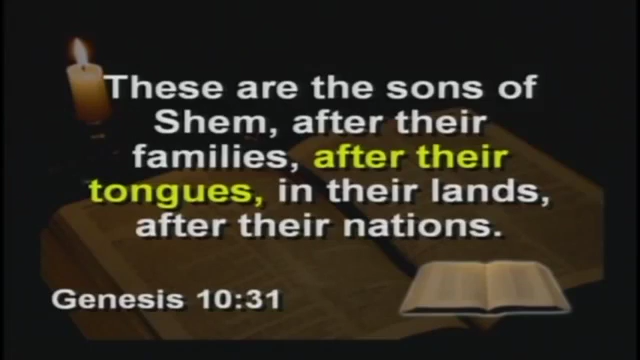 These are the sons of
Shem, after their
families, after their
tongues, in their lands,
after their nations.
Genesis 10:31